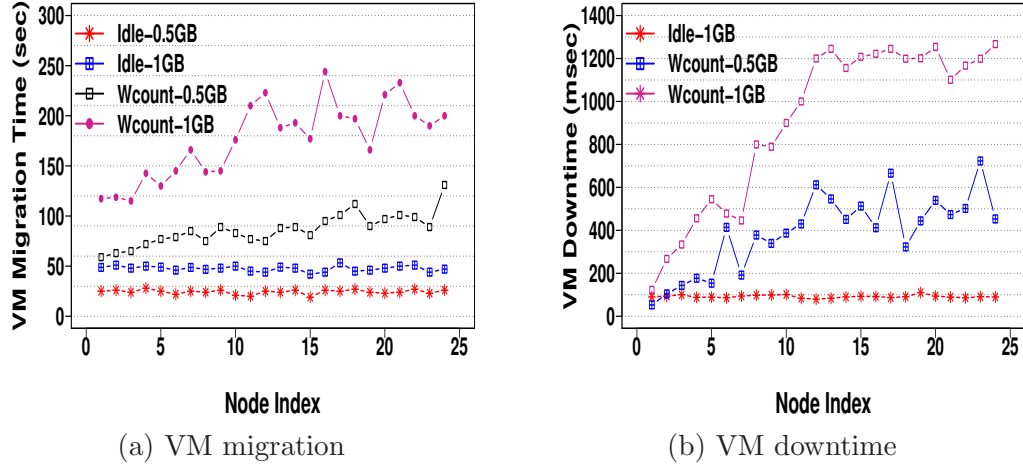 VM Migration Time (sec)
300
250
200
150
100
50
0
Idle-0.5GB
Idle-1GB
Wcount-0.5GB
Wcount-1GB
0 5 10 15 20 25
Node Index
(a) VM migration
VM Downtime (msec)
1400
1200
1000
800
600
400
200
0
Idle-1GB
Wcount-0.5GB
Wcount-1GB
0 5 10 15 20 25
Node Index
(b) VM downtime